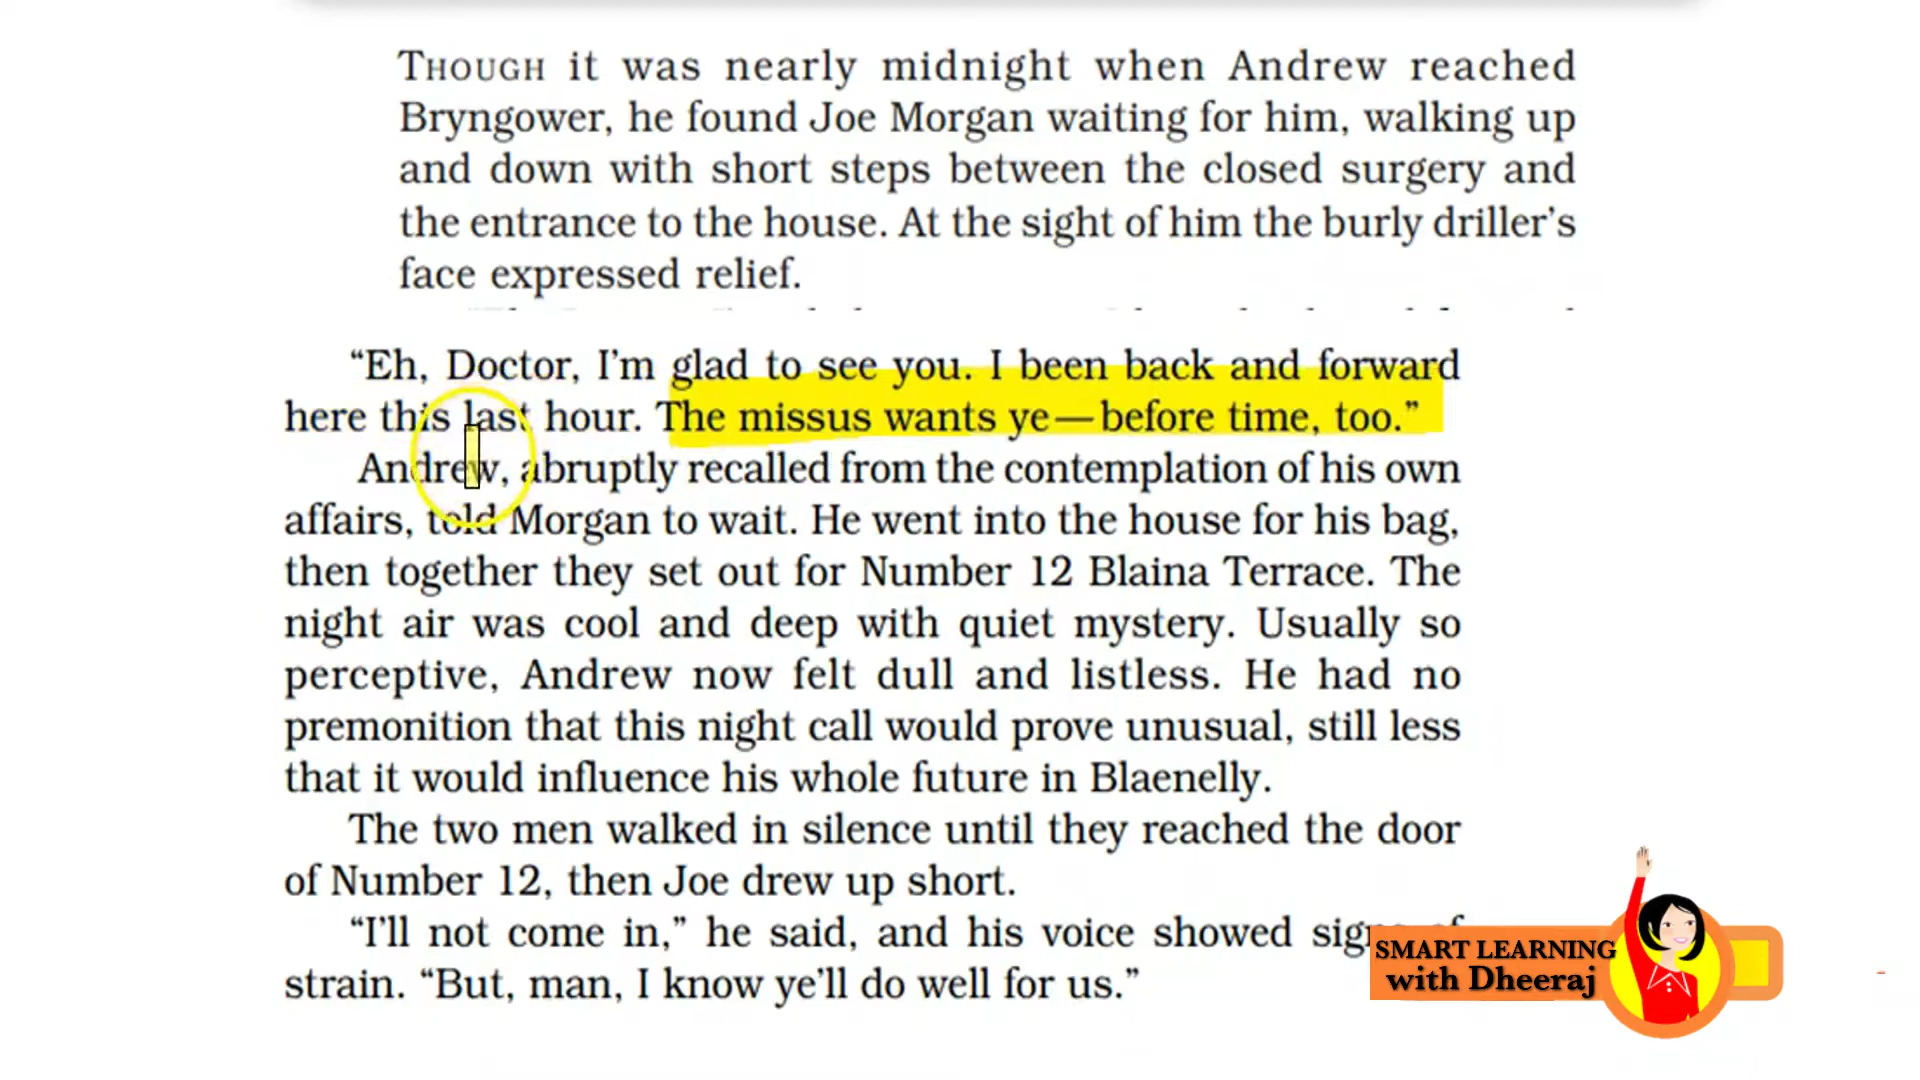 THOUGH it was nearly midnight when Andrew reached
Bryngower, he found Joe Morgan waiting for him, walking up
and down with short steps between the closed surgery and
the entrance to the house. At the sight of him the burly driller's
face expressed relief.
“Eh, Doctor, I'm glad to see you. I been back and forward
here this last hour. The missus wants ye—before time, too.”
Andrew, abruptly recalled from the contemplation of his own
affairs, told Morgan to wait. He went into the house for his bag,
then together they set out for Number 12 Blaina Terrace. The
night air was cool and deep with quiet mystery. Usually so
perceptive, Andrew now felt dull and listless. He had no
premonition that this night call would prove unusual, still less
that it would influence his whole future in Blaenelly.
The two men walked in silence until they reached the door
of Number 12, then Joe drew up short.
“I'll not come in,” he said, and his voice showed signs of
strain. “But, man, I know ye'll do well for us.”
SMART LEARNING
with Dheeraj